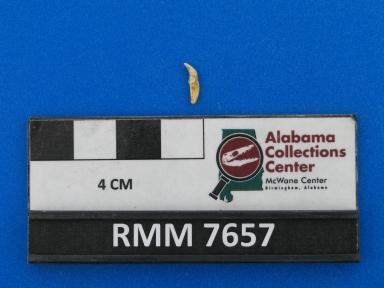 4 CM
Alabama
Collections
Center
McWane Center
Birmingham, Alabama
RMM 7657